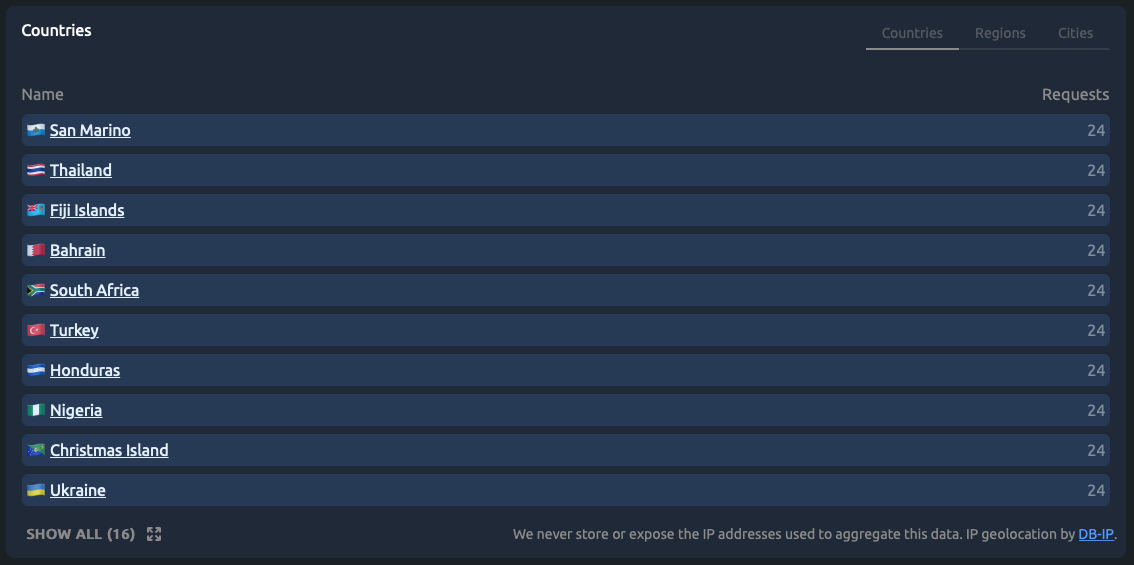 Countries
Countries Regions Cities
Name Requests
San Marino 24
Thailand 24
Fiji Islands 24
Bahrain 24
South Africa 24
Turkey 24
Honduras 24
Nigeria 24
Christmas Island 24
Ukraine 24
SHOW ALL (16) We never store or expose the IP addresses used to aggregate this data. IP geolocation by DB-IP.